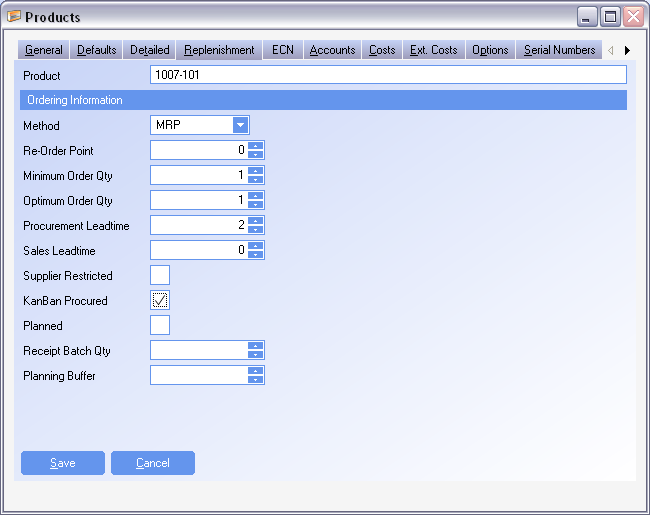 Products
General Defaults Detailed Replenishment ECN Accounts Costs Ext. Costs Options Serial Numbers
Product 1007-101
Ordering Information
Method MRP
Re-Order Point 0
Minimum Order Qty 1
Optimum Order Qty 1
Procurement Leadtime 2
Sales Leadtime 0
Supplier Restricted
KanBan Procured
Planned
Receipt Batch Qty
Planning Buffer
Save Cancel